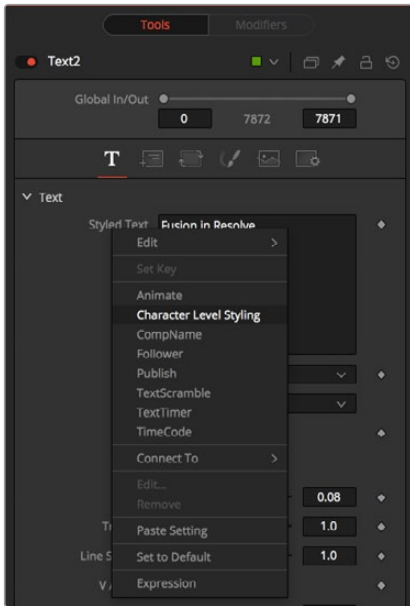 Tools Modifiers
Text2
Global In/Out
0 7872 7871
T
Text
Styled Text Fusion in Resolve
Edit
Set Key
Animate
Character Level Styling
CompName
Follower
Publish
TextScramble
TextTimer
TimeCode
Connect To
Edit...
0.08
Remove
Paste Setting 1.0
Line S Set to Default 1.0
Expression